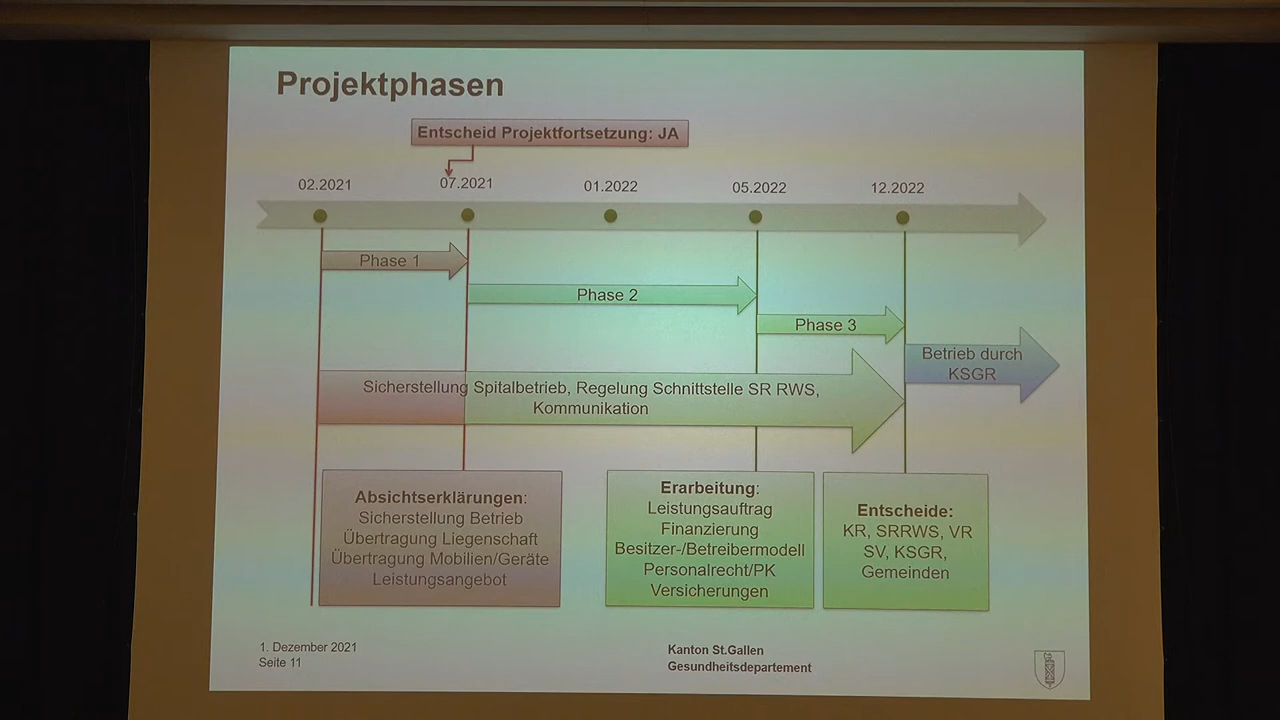 Projektphasen
Entscheid Projektfortsetzung: JA
02.2021
07.2021
01.2022
05.2022
12.2022
Phase 1
Phase 2
Phase 3
Betrieb durch
KSGR
Sicherstellung Spitalbetrieb, Regelung Schnittstelle SR RWS,
Kommunikation
Absichtserklärungen:
Sicherstellung Betrieb
Übertragung Liegenschaft
Übertragung Mobilien/Geräte
Leistungsangebot
Erarbeitung:
Leistungsauftrag
Finanzierung
Besitzer-/Betreibermodell
Personalrecht/PK
Versicherungen
Entscheide:
KR, SRRWS, VR
SV, KSGR,
Gemeinden
1. Dezember 2021
Seite 11
Kanton St.Gallen
Gesundheitsdepartement